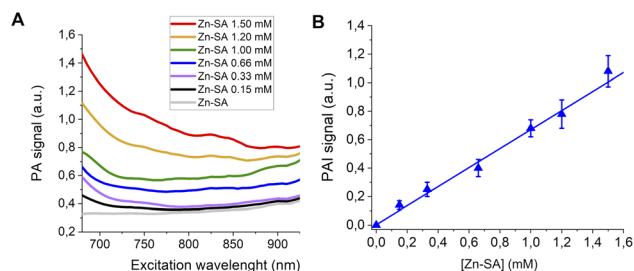 A
Zn-SA 1.50 mM
Zn-SA 1.20 mM
Zn-SA 1.00 mM
Zn-SA 0.66 mM
Zn-SA 0.33 mM
Zn-SA 0.15 mM
Zn-SA
PA signal (a.u.)
1,6
1,4
1,2
1,0
0,8
0,6
0,4
0,2
700 750 800 850 900
Excitation wavelenght (nm)
B
PAI signal (a.u.)
1,4
1,2
1,0
0,8
0,6
0,4
0,2
0,0
0,0 0,2 0,4 0,6 0,8 1,0 1,2 1,4 1,6
[Zn-SA] (mM)